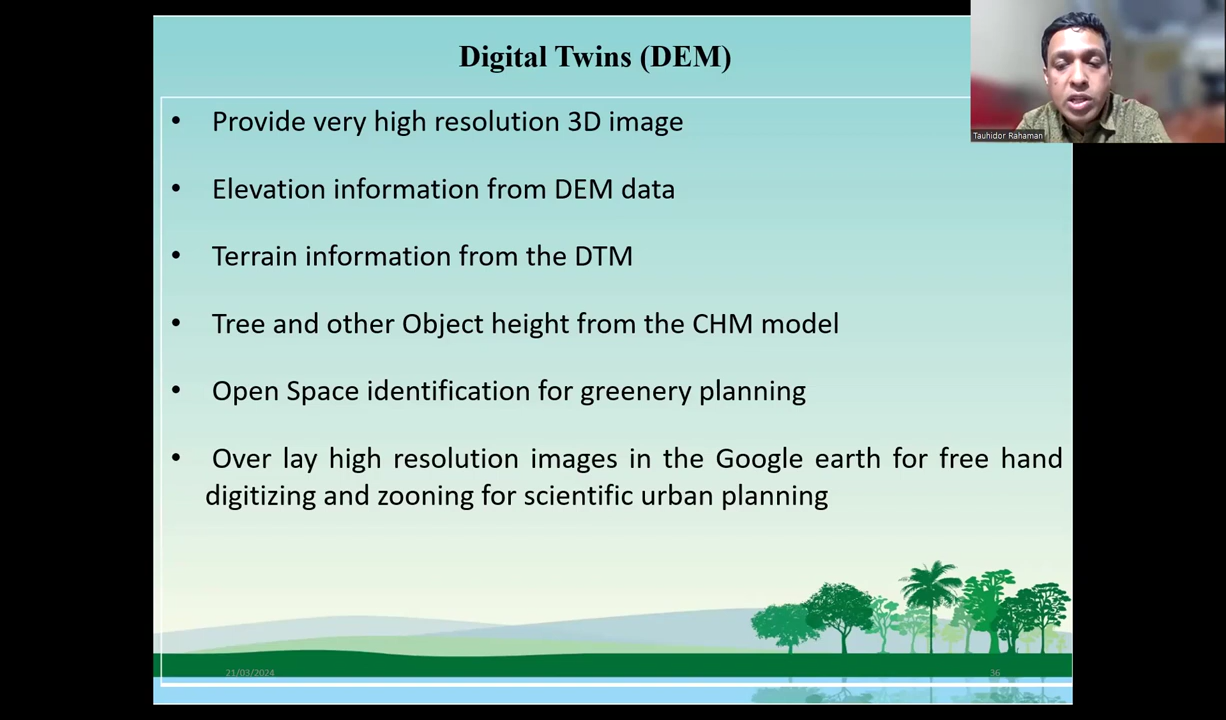 Digital Twins (DEM)
• Provide very high resolution 3D image
• Elevation information from DEM data
• Terrain information from the DTM
• Tree and other Object height from the CHM model
• Open Space identification for greenery planning
• Over lay high resolution images in the Google earth for free hand
digitizing and zooning for scientific urban planning
Tauhidor Rahaman
21/03/2024
36